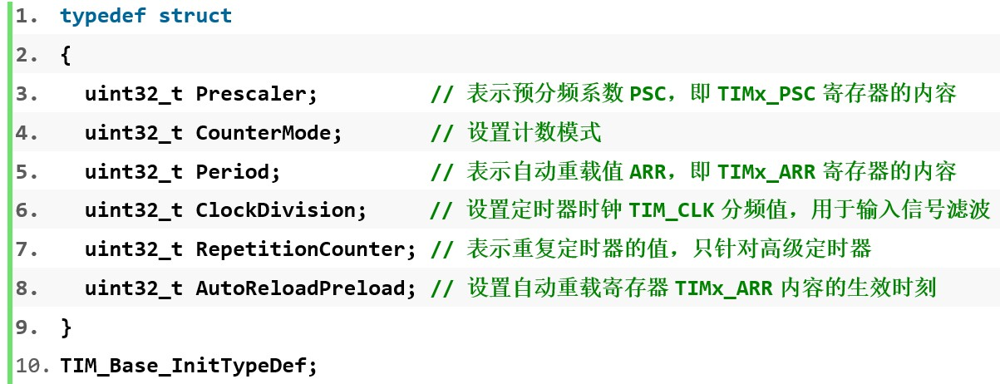 1. typedef struct
2. {
3. uint32_t Prescaler; // 表示预分频系数 PSC，即 TIMx_PSC 寄存器的内容
4. uint32_t CounterMode; // 设置计数模式
5. uint32_t Period; // 表示自动重载值 ARR，即 TIMx_ARR 寄存器的内容
6. uint32_t ClockDivision; // 设置定时器时钟 TIM_CLK 分频值，用于输入信号滤波
7. uint32_t RepetitionCounter; // 表示重复定时器的值，只针对高级定时器
8. uint32_t AutoReloadPreload; // 设置自动重载寄存器 TIMx_ARR 内容的生效时刻
9. }
10. TIM_Base_InitTypeDef;